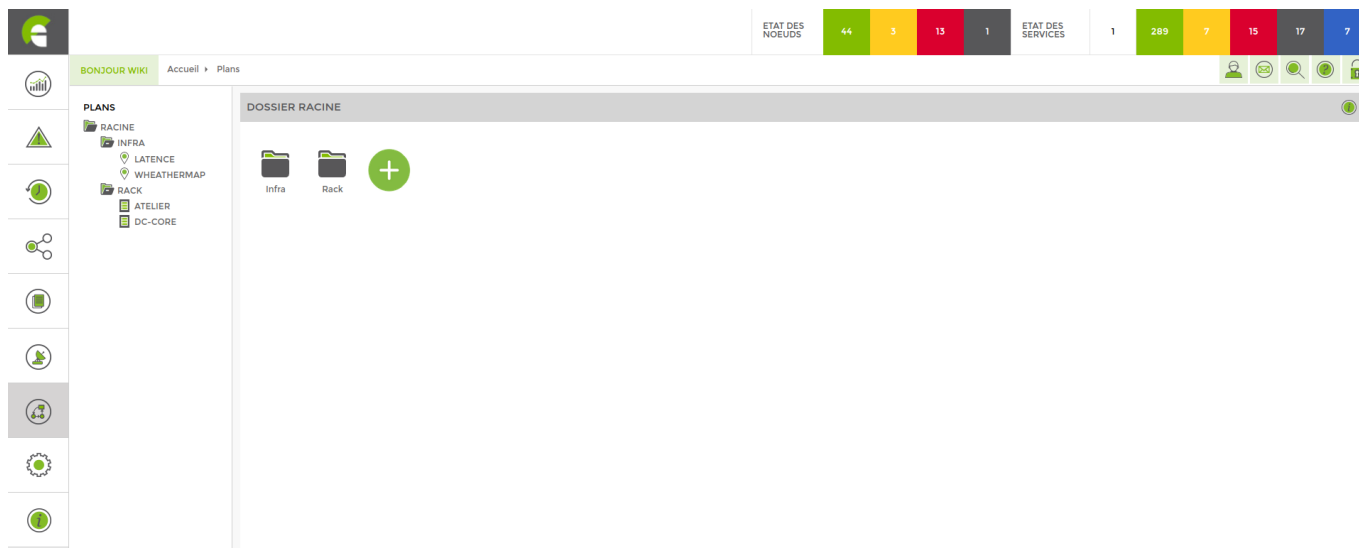 ETAT DES
NOEUDS
44
3
13
1
ETAT DES
SERVICES
1
289
7
15
17
7
BONJOUR WIKI
Accueil
Plans
PLANS
RACINE
INFRA
LATENCE
WHEATHERMAP
RACK
ATELIER
DC-CORE
DOSSIER RACINE
Infra
Rack